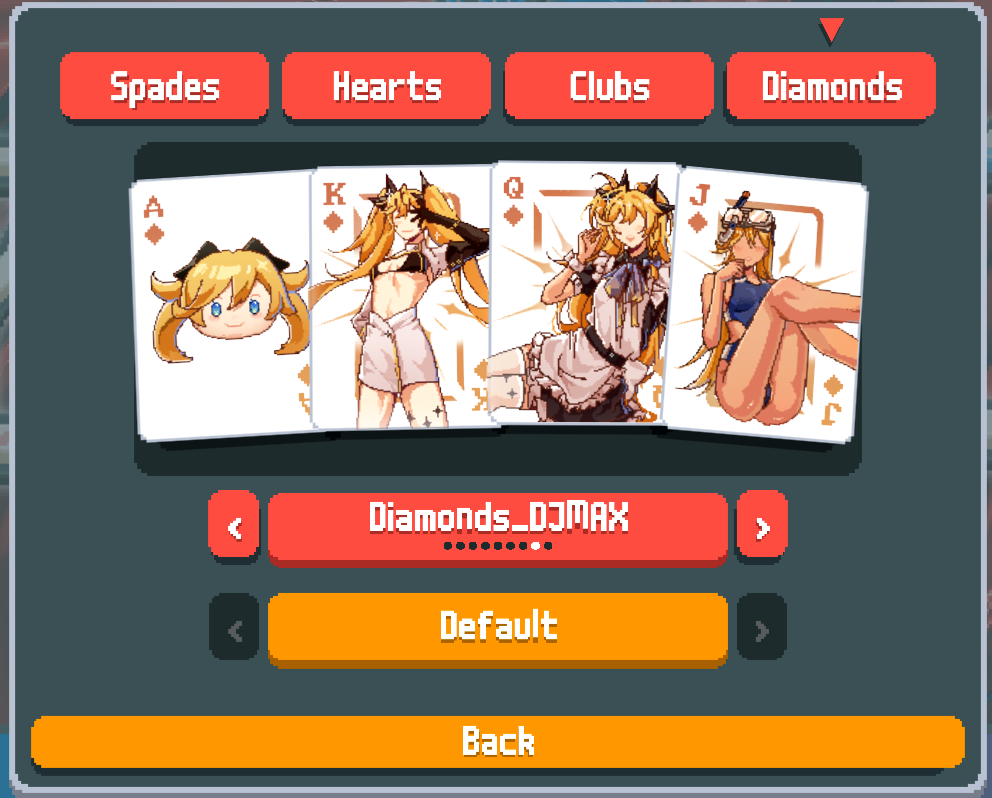 Spades
Hearts
Clubs
Diamonds
A
K
Q
J
A
K
J
<
Diamonds_DJMAX
>
<
Default
>
Back